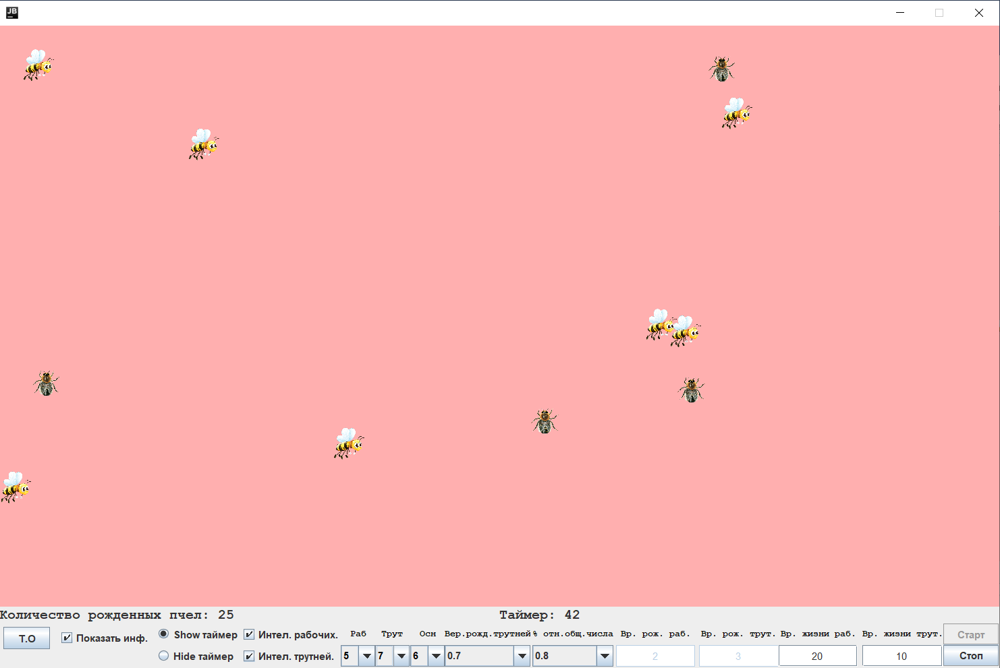 JB
Количество рожденных пчел: 25
Таймер: 42
Т.О
Показать инф.
Show таймер
Hide таймер
Интел. рабочих.
Интел. трутней.
Раб
Трут
Осн
Вер.рожд.трутней
% отн.общ.числа
Вр. рож. раб.
Вр. рож. трут.
Вр. жизни раб.
Вр. жизни трут.
5
7
6
0.7
0.8
2
3
20
10
Старт
Стоп